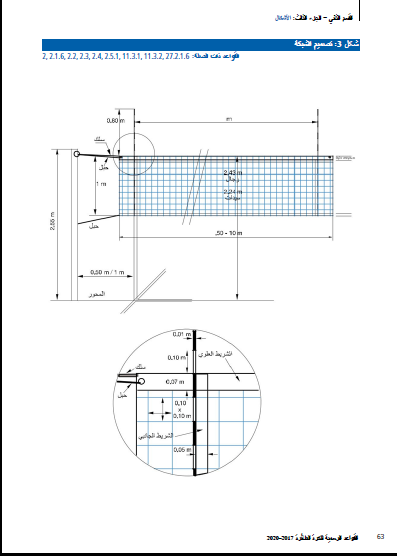 القسم الثاني – الجزء الثالث: الأشكال
شكل 3: تصميم الشبكة
القواعد ذات الصلة: 2, 2.1.6, 2.2, 2.3, 2.4, 2.5.1, 11.3.1, 11.3.2, 27.2.1.6
0,80 m
m
سلك
حبل
1 m
2,43 m
رجال
2,24 m
سيدات
2,55 m
حبل
,50 - 10 m
0,50 m / 1 m
المحور
0.01 m
0,10 m
الشريط العلوي
سلك
0,07 m
حبل
0,10
x
0,10 m
الشريط الجانبي
0,05 m
القواعد الرسمية للكرة الطائرة 2017-2020
63